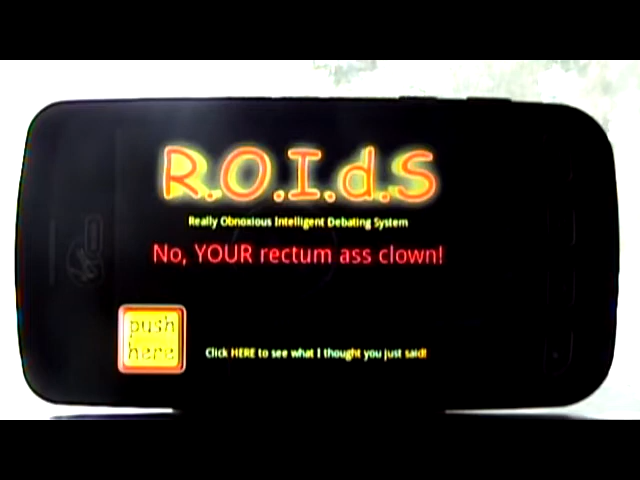 R.O.I.d.S
Really Obnoxious Intelligent Debating System
No, YOUR rectum ass clown!
push
here
Click HERE to see what I thought you just said!